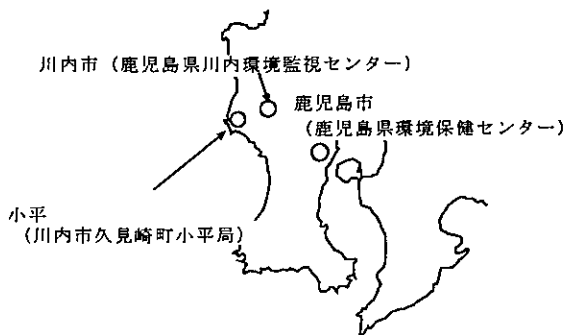 川内市（鹿児島県川内環境監視センター）
鹿児島市
（鹿児島県環境保健センター）
小平
（川内市久見崎町小平局）